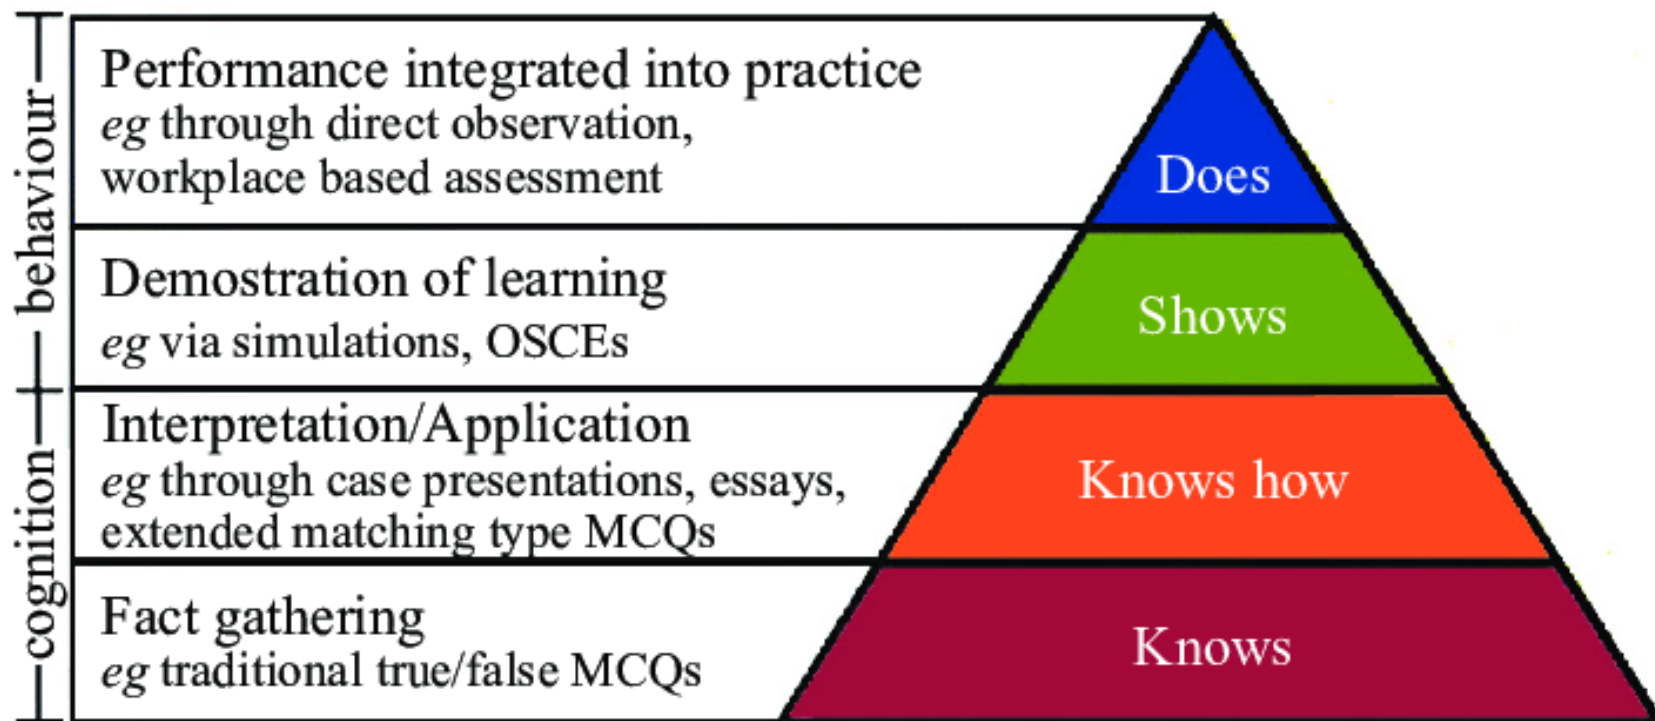 behaviour
cognition
Performance integrated into practice
eg through direct observation,
workplace based assessment
Does
Demostration of learning
eg via simulations, OSCEs
Shows
Interpretation/Application
eg through case presentations, essays,
extended matching type MCQs
Knows how
Fact gathering
eg traditional true/false MCQs
Knows